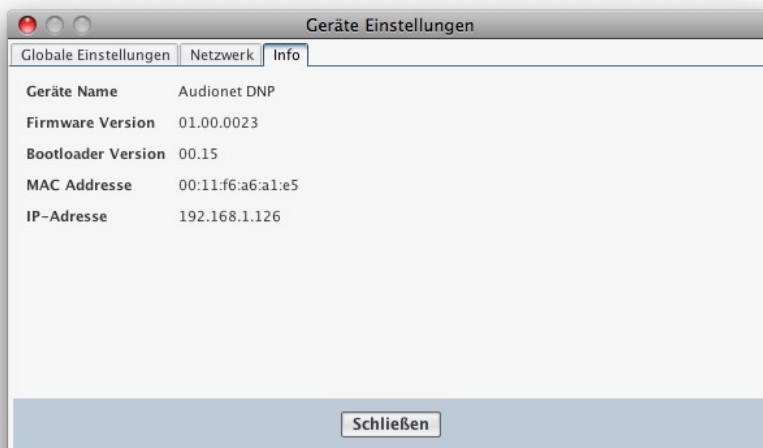 Geräte Einstellungen
Globale Einstellungen Netzwerk Info
Geräte Name Audionet DNP
Firmware Version 01.00.0023
Bootloader Version 00.15
MAC Addresse 00:11:f6:a6:a1:e5
IP-Adresse 192.168.1.126
Schließen